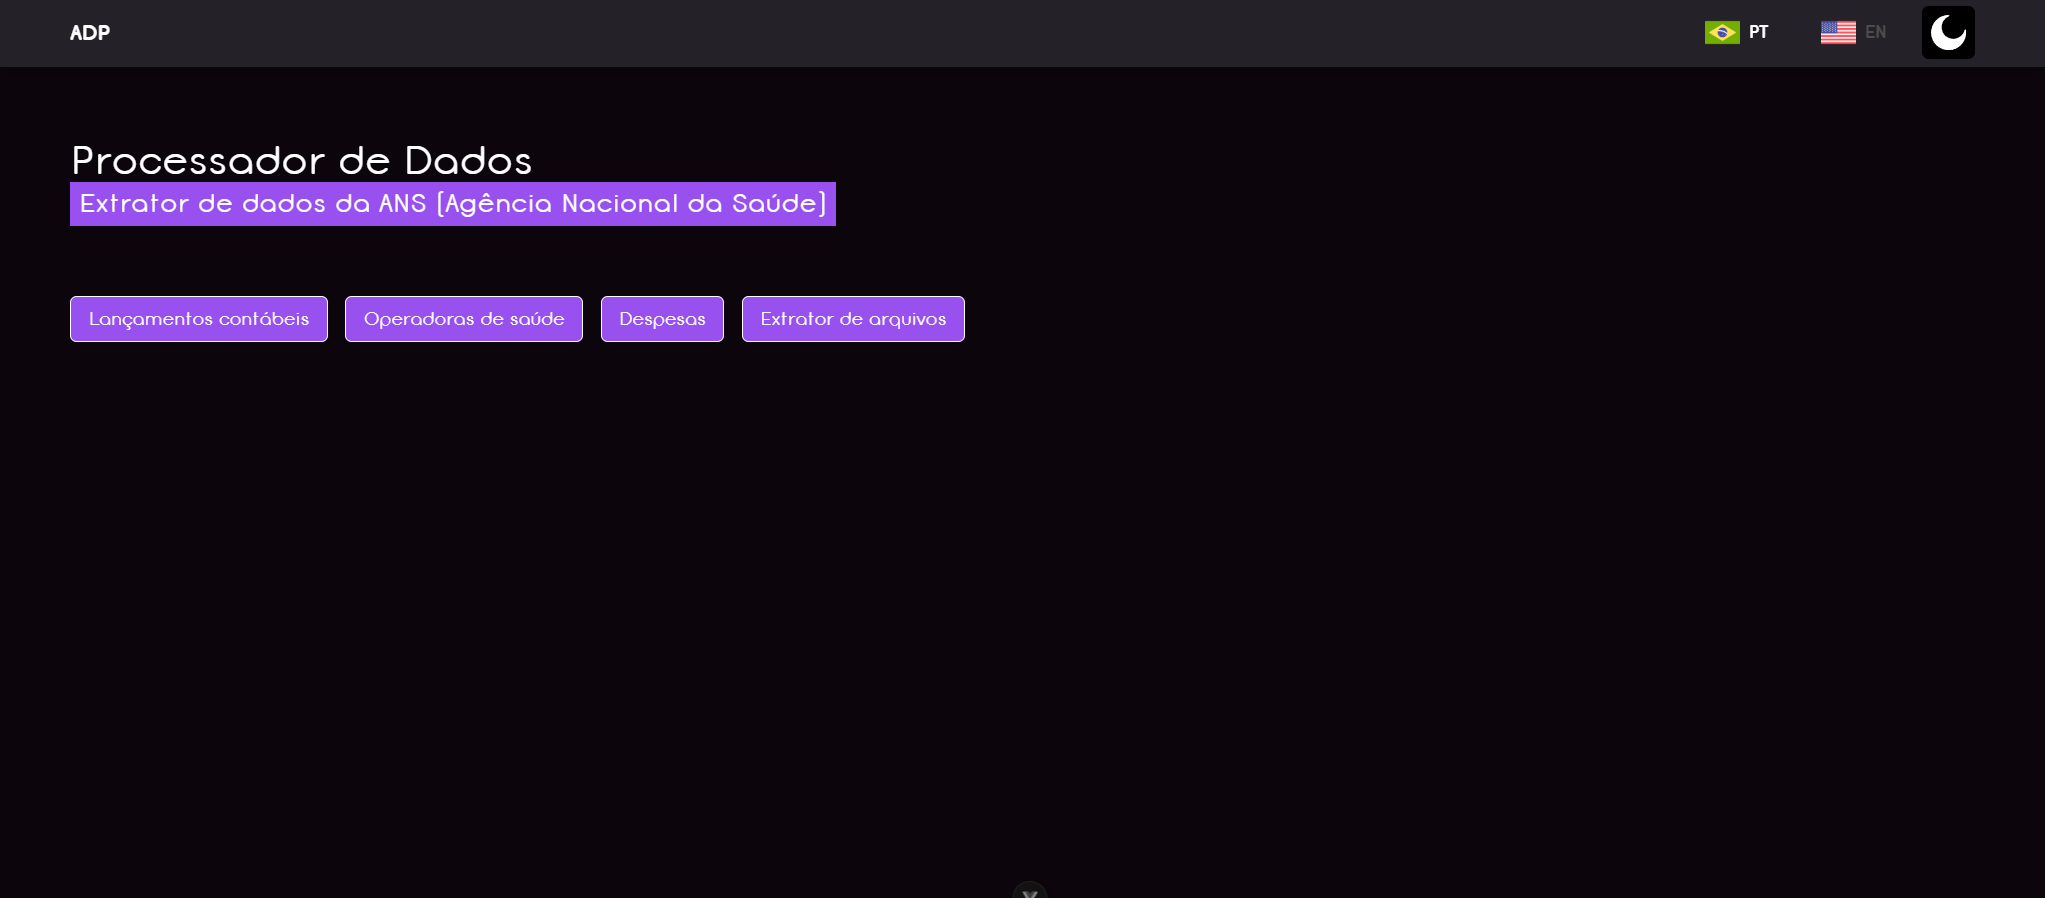 ADP
PT
EN
Processador de Dados
Extrator de dados da ANS (Agência Nacional da Saúde)
Lançamentos contábeis
Operadoras de saúde
Despesas
Extrator de arquivos